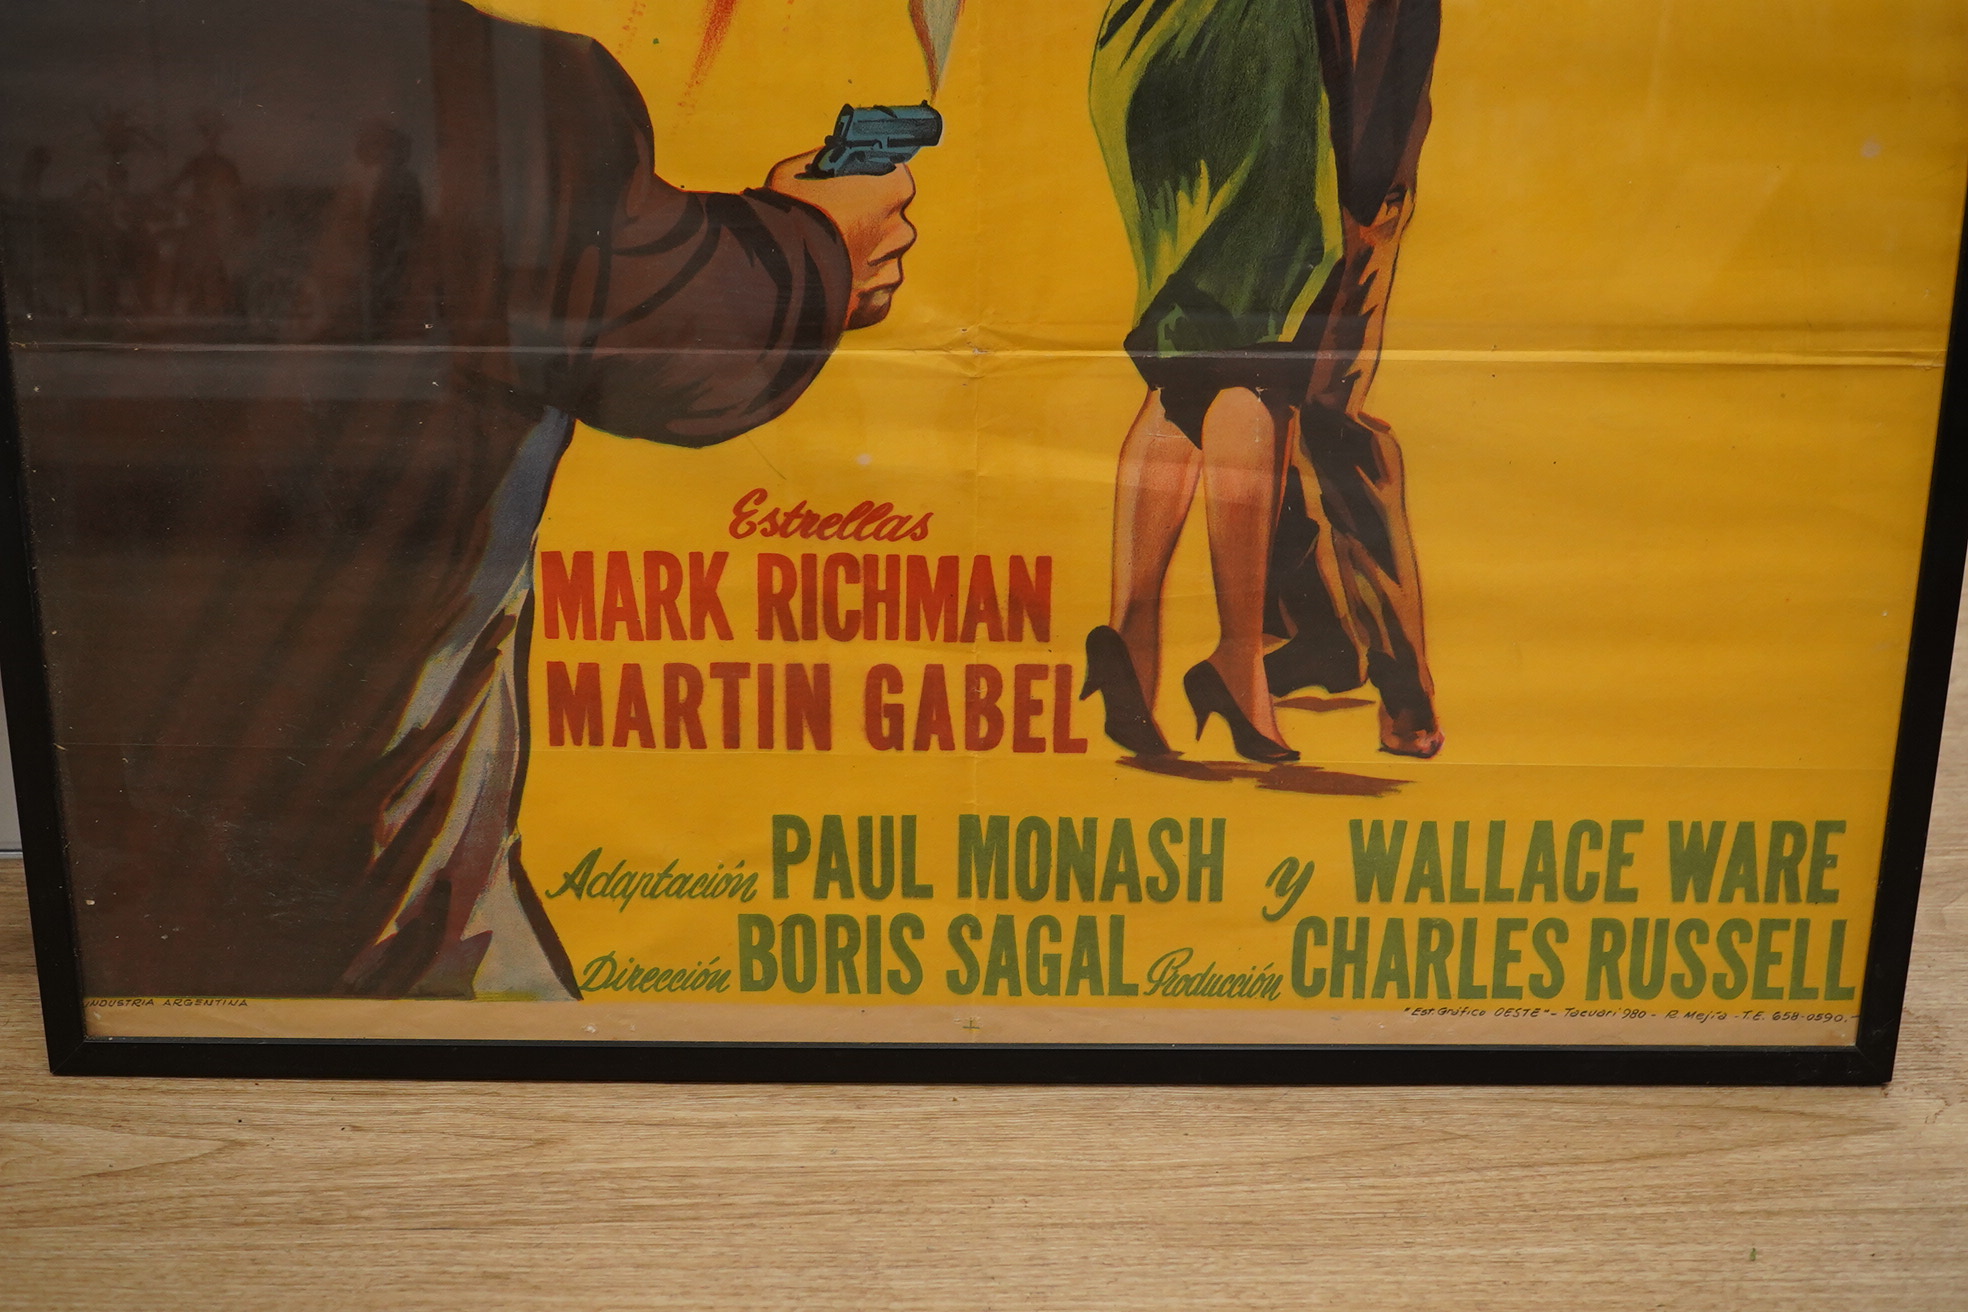 Estrellas
MARK RICHMAN
MARTIN GABEL
Adaptación PAUL MONASH y WALLACE WARE
Dirección BORIS SAGAL Producción CHARLES RUSSELL
INDUSTRIA ARGENTINA
"Est. Gráfico OESTE" - Tacuari 980 - R. Mejía - T.E. 658-0590.-